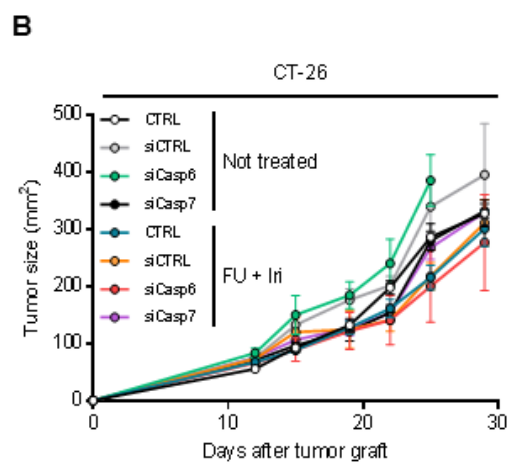 B
CT-26
Tumor size (mm²)
500
400
300
200
100
0
CTRL
siCTRL
siCasp6
siCasp7
Not treated
CTRL
siCTRL
siCasp6
siCasp7
FU + Iri
0
10
20
30
Days after tumor graft